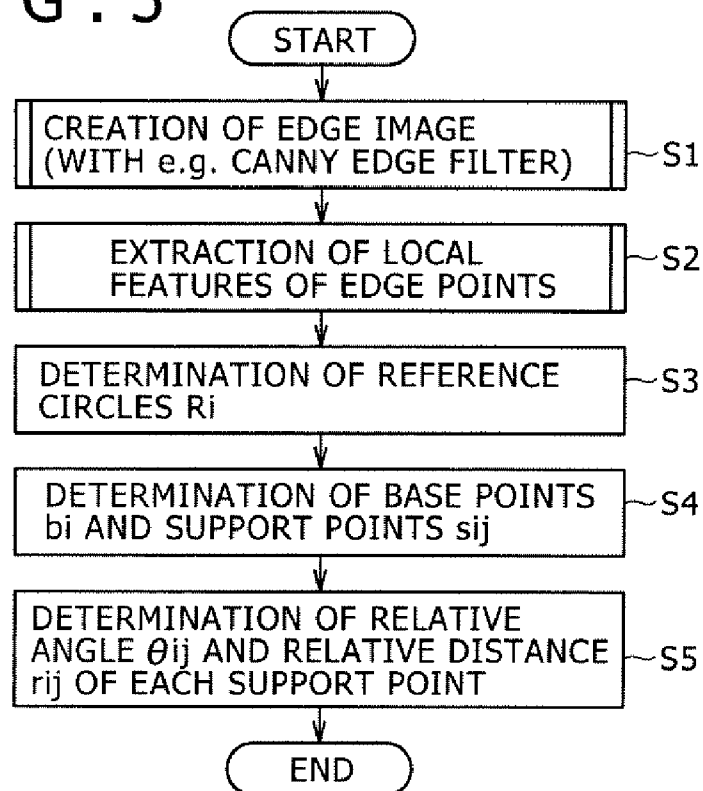 G . 5
START
CREATION OF EDGE IMAGE
(WITH e.g. CANNY EDGE FILTER)
S1
EXTRACTION OF LOCAL
FEATURES OF EDGE POINTS
S2
DETERMINATION OF REFERENCE
CIRCLES Ri
S3
DETERMINATION OF BASE POINTS
bi AND SUPPORT POINTS sij
S4
DETERMINATION OF RELATIVE
ANGLE θij AND RELATIVE DISTANCE
rij OF EACH SUPPORT POINT
S5
END